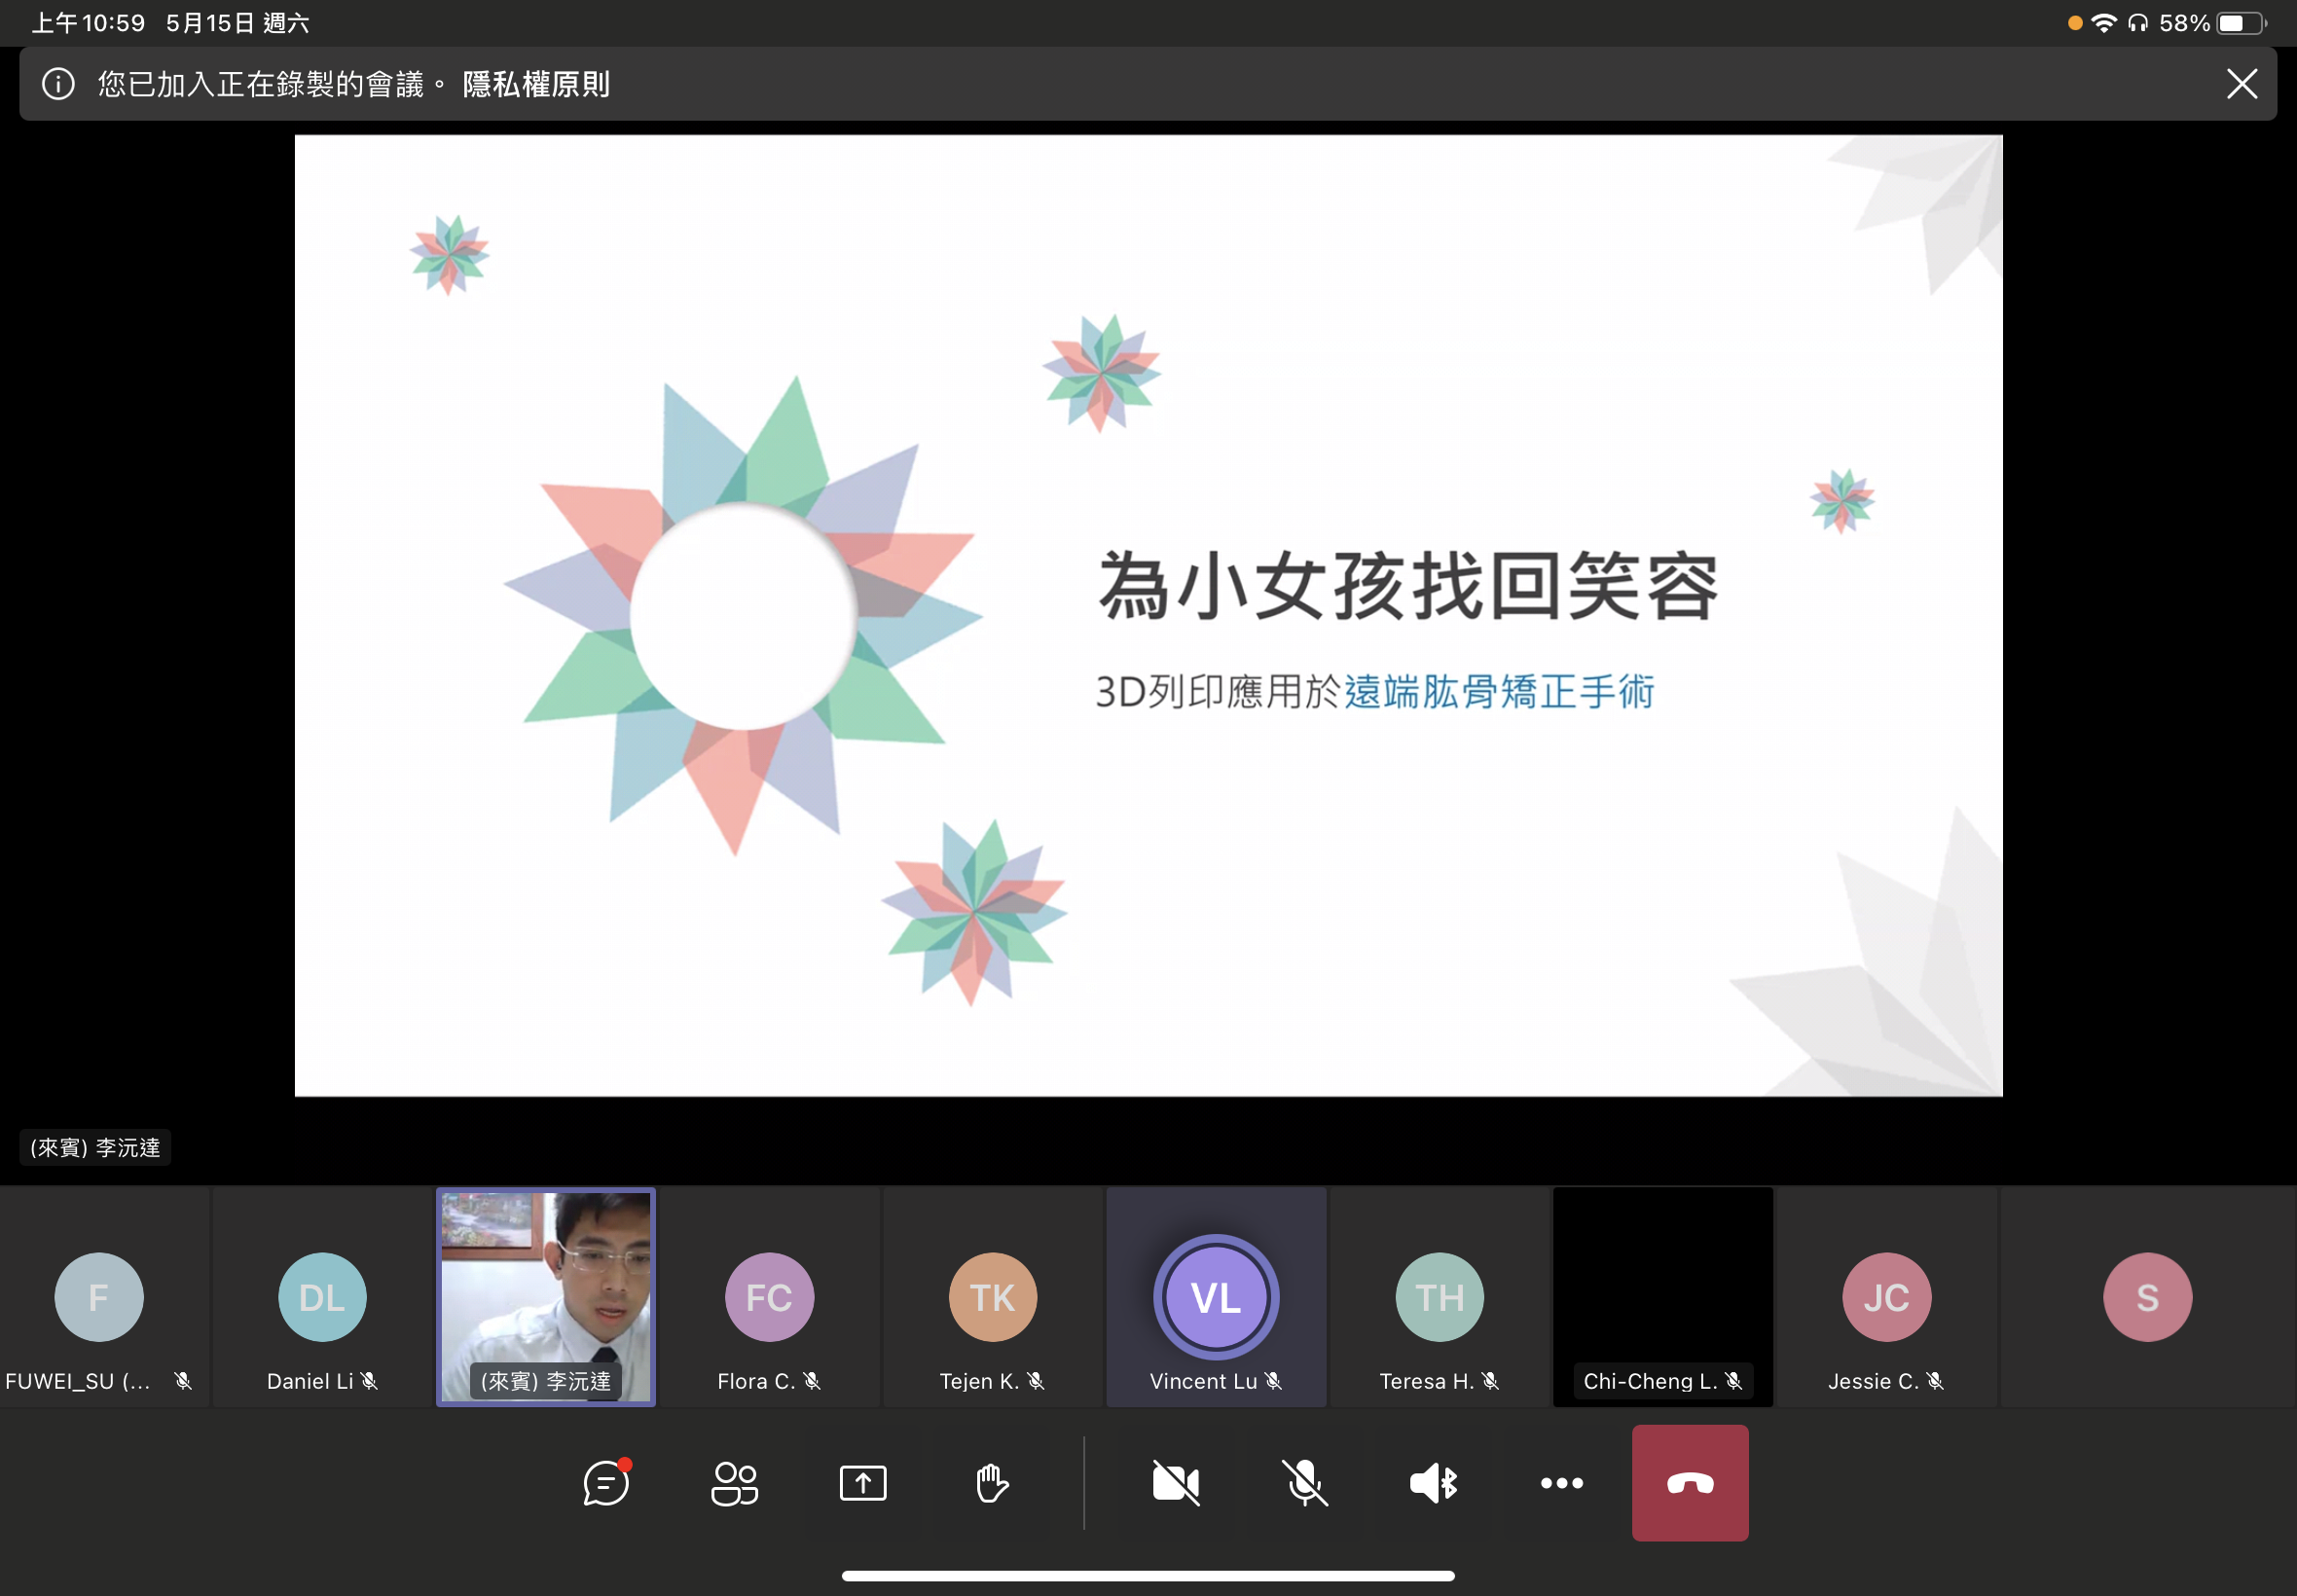 上午10:59 5月15日 週六
58%
您已加入正在錄製的會議。 隱私權原則
為小女孩找回笑容
3D列印應用於遠端肱骨矯正手術
(來賓) 李沅達
F
DL
FC
TK
VL
TH
JC
S
FUWEI_SU (...
Daniel Li
(來賓) 李沅達
Flora C.
Tejen K.
Vincent Lu
Teresa H.
Chi-Cheng L.
Jessie C.